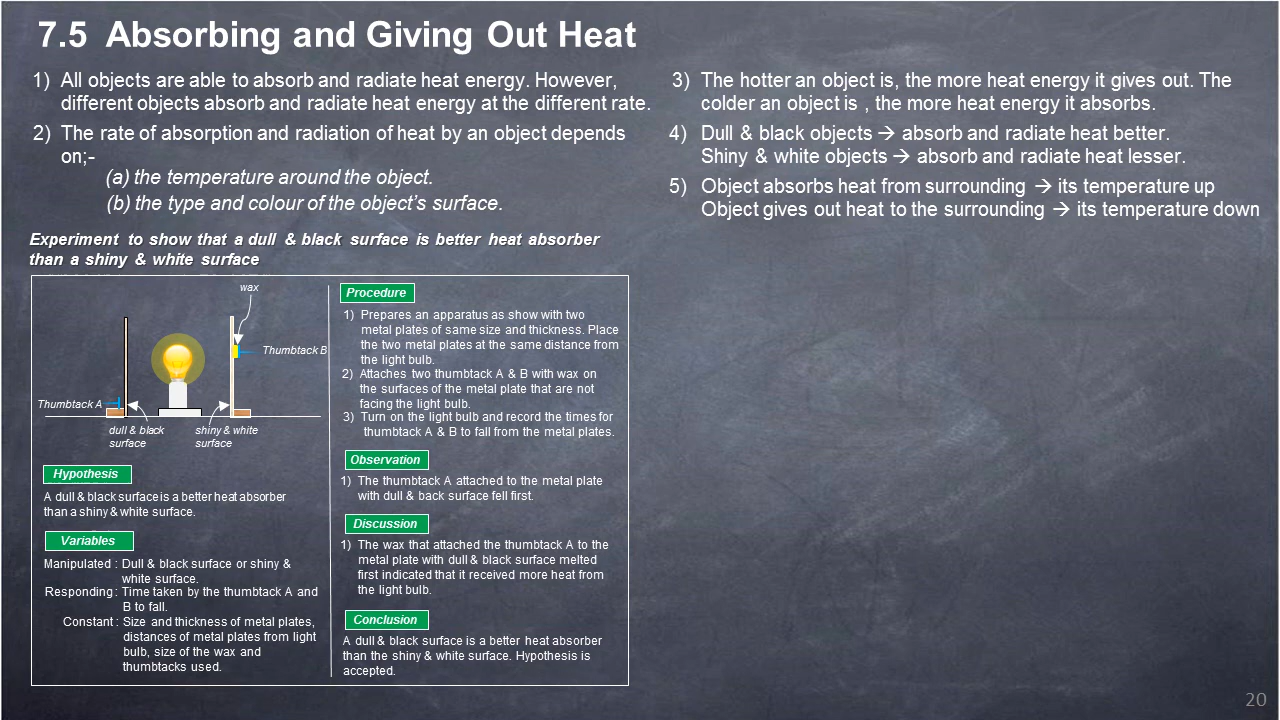 7.5 Absorbing and Giving Out Heat
1) All objects are able to absorb and radiate heat energy. However,
different objects absorb and radiate heat energy at the different rate.
2) The rate of absorption and radiation of heat by an object depends
on;-
(a) the temperature around the object.
(b) the type and colour of the object's surface.
3) The hotter an object is, the more heat energy it gives out. The
colder an object is , the more heat energy it absorbs.
4) Dull & black objects → absorb and radiate heat better.
Shiny & white objects → absorb and radiate heat lesser.
5) Object absorbs heat from surrounding → its temperature up
Object gives out heat to the surrounding → its temperature down
Experiment to show that a dull & black surface is better heat absorber
than a shiny & white surface
wax
Thumbtack B
Thumbtack A
dull & black
surface
shiny & white
surface
Hypothesis
A dull & black surface is a better heat absorber
than a shiny & white surface.
Variables
Manipulated : Dull & black surface or shiny &
white surface.
Responding : Time taken by the thumbtack A and
B to fall.
Constant : Size and thickness of metal plates,
distances of metal plates from light
bulb, size of the wax and
thumbtacks used.
Procedure
1) Prepares an apparatus as show with two
metal plates of same size and thickness. Place
the two metal plates at the same distance from
the light bulb.
2) Attaches two thumbtack A & B with wax on
the surfaces of the metal plate that are not
facing the light bulb.
3) Turn on the light bulb and record the times for
thumbtack A & B to fall from the metal plates.
Observation
1) The thumbtack A attached to the metal plate
with dull & back surface fell first.
Discussion
1) The wax that attached the thumbtack A to the
metal plate with dull & black surface melted
first indicated that it received more heat from
the light bulb.
Conclusion
A dull & black surface is a better heat absorber
than the shiny & white surface. Hypothesis is
accepted.
20